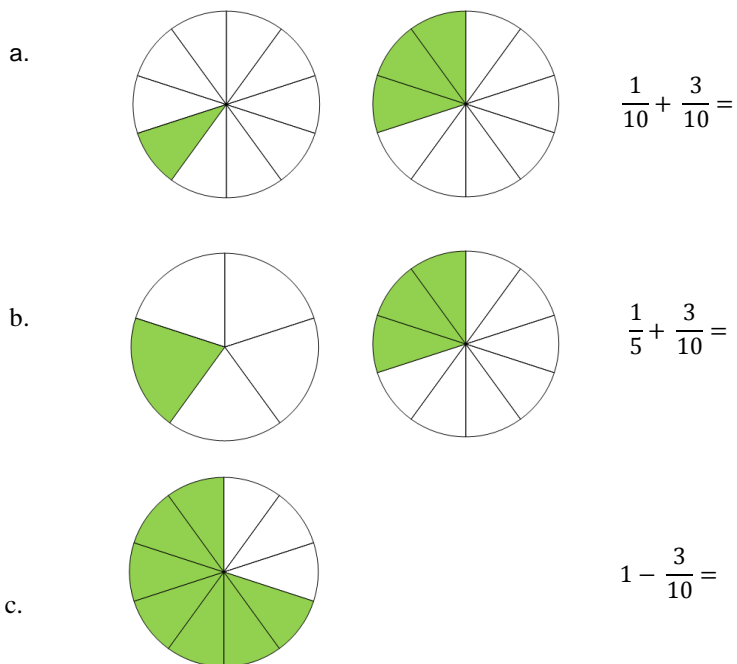 a.
1/10 + 3/10 =
b.
1/5 + 3/10 =
1 − 3/10 =
c.